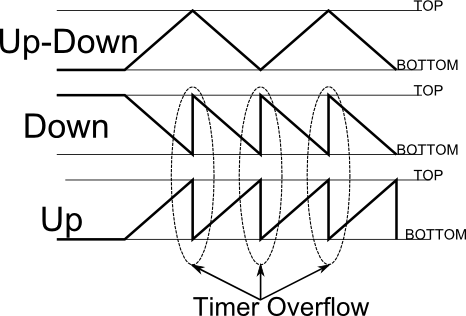 TOP
Up-Down
BOTTOM
TOP
Down
BOTTOM
TOP
Up
BOTTOM
Timer Overflow